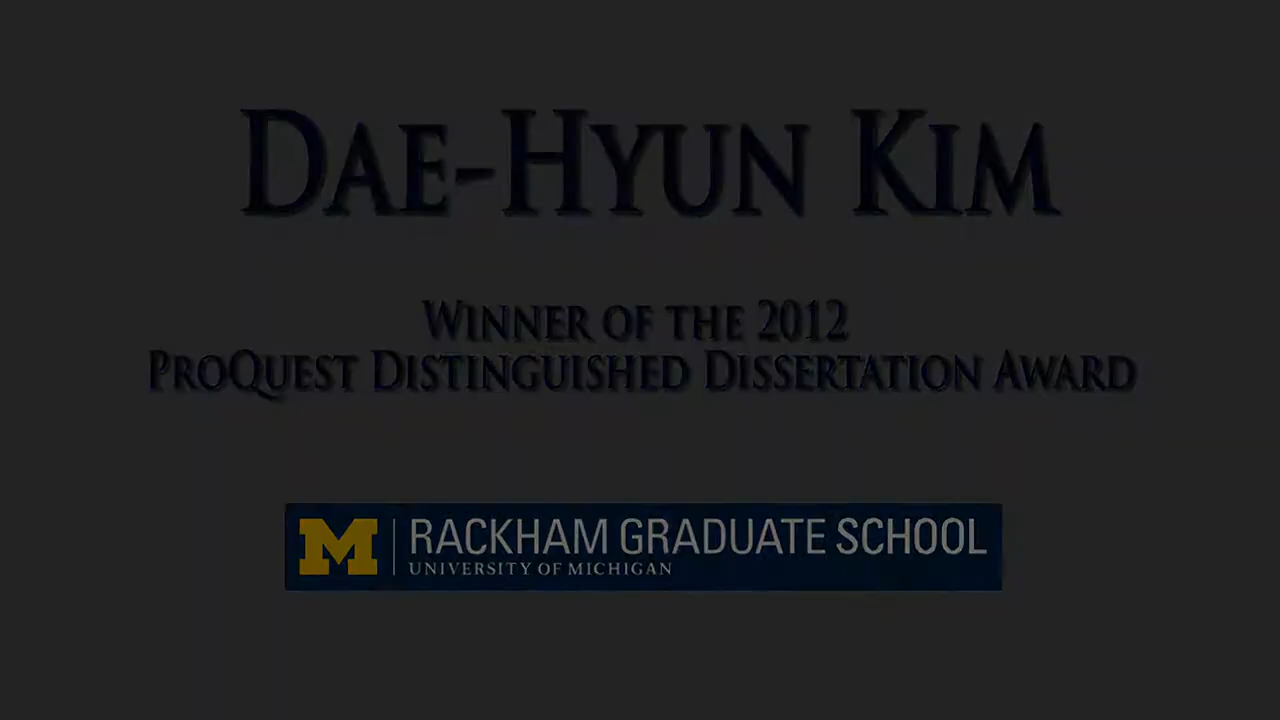 DAE-HYUN KIM
WINNER OF THE 2012
PROQUEST DISTINGUISHED DISSERTATION AWARD
M RACKHAM GRADUATE SCHOOL
UNIVERSITY OF MICHIGAN